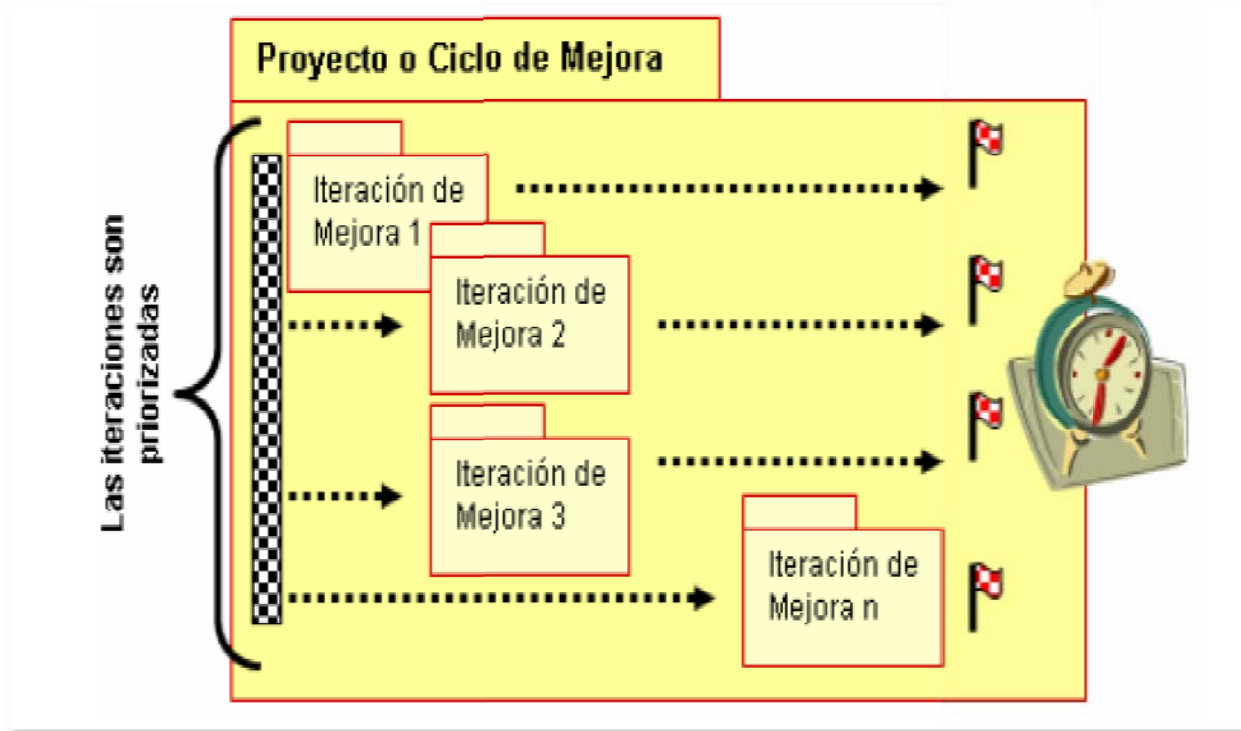 Proyecto o Ciclo de Mejora
Las iteraciones son
priorizadas
Iteración de
Mejora 1
Iteración de
Mejora 2
Iteración de
Mejora 3
Iteración de
Mejora n